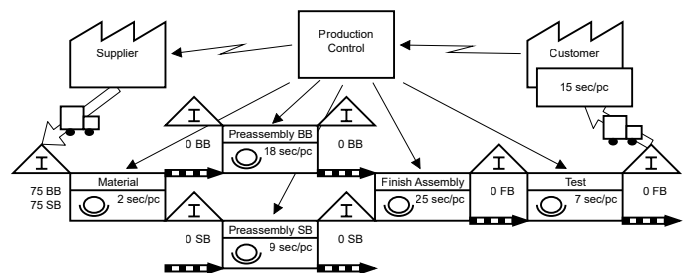 Supplier
Production
Control
Customer
15 sec/pc
I
I
I
I
I
0 BB
Preassembly BB
18 sec/pc
0 BB
75 BB
75 SB
Material
2 sec/pc
Finish Assembly
25 sec/pc
0 FB
Test
7 sec/pc
0 FB
I
I
0 SB
Preassembly SB
9 sec/pc
0 SB